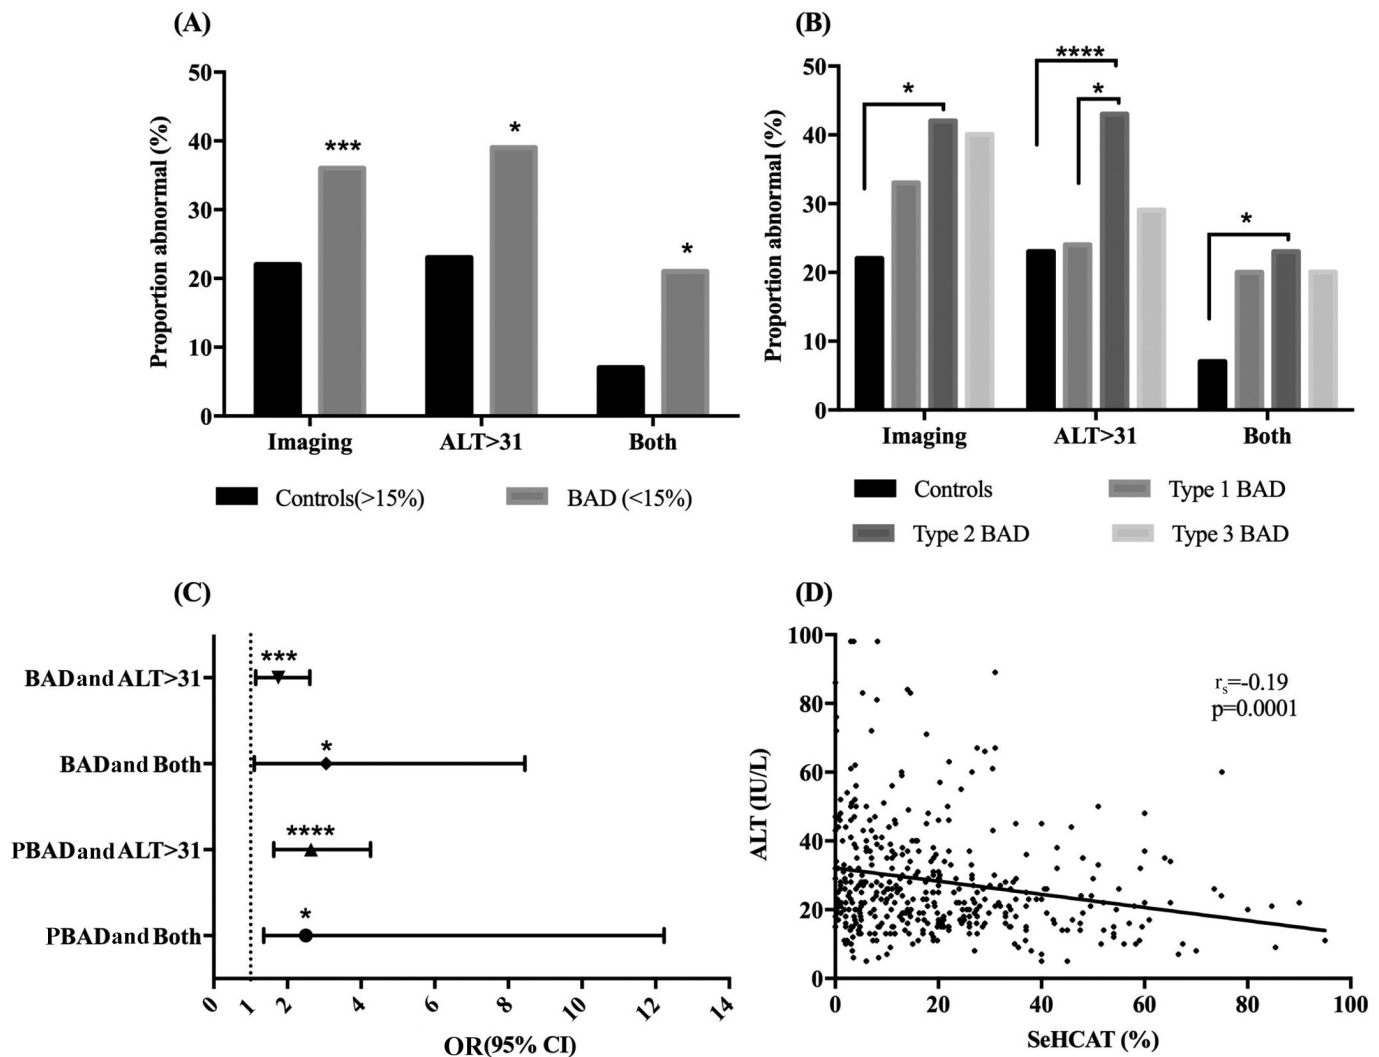 (A)
50
40
30
20
10
0
Proportion abnormal (%)
***
*
*
Imaging ALT>31 Both
Controls(>15%) BAD (<15%)
(B)
50
40
30
20
10
0
Proportion abnormal (%)
*
****
*
*
Imaging ALT>31 Both
Controls Type 1 BAD
Type 2 BAD Type 3 BAD
(C)
BAD and ALT>31
***
BAD and Both
*
PBAD and ALT>31
****
PBAD and Both
*
0 1 2 4 6 8 10 12 14
OR(95% CI)
(D)
100
80
60
40
20
0
ALT (IU/L)
rs=-0.19
p=0.0001
0 20 40 60 80 100
SeHCAT (%)